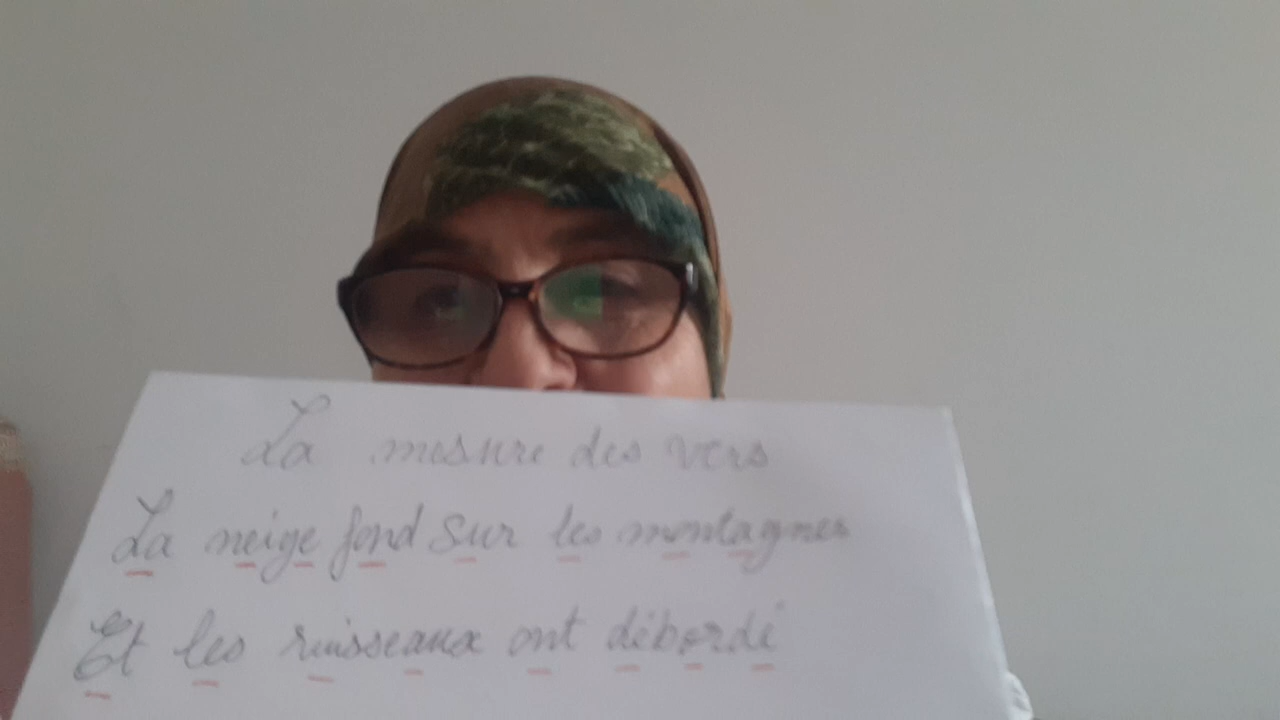 La mesure des vers
La neige fond sur les montagnes
Et les ruisseaux ont débordé